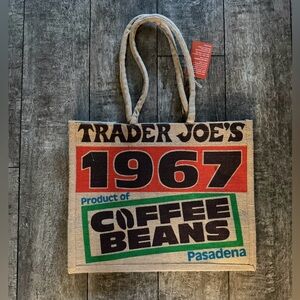 TRADER JOE'S
1967
Product of
COFFEE
BEANS
Pasadena